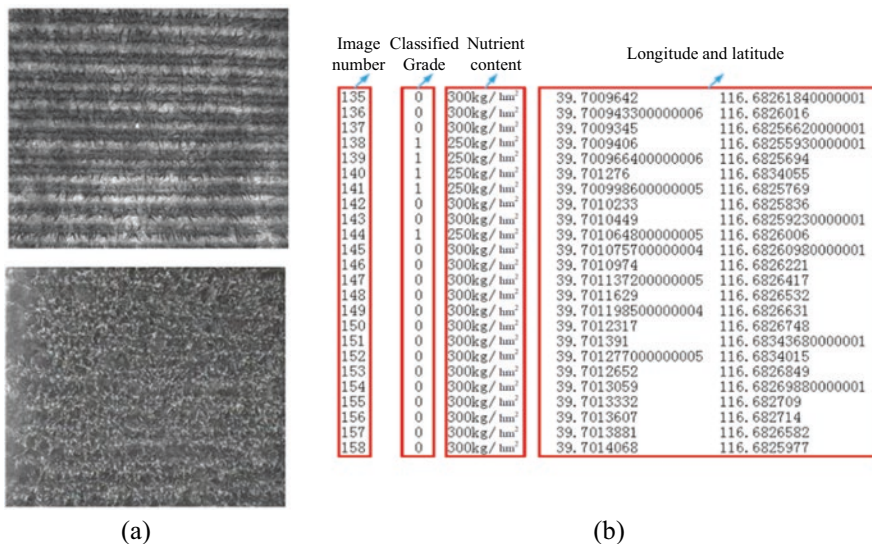 Image number
Classified Grade
Nutrient content
Longitude and latitude
135 0 300kg/hm² 39.7009642 116.68261840000001
136 0 300kg/hm² 39.700943300000006 116.6826016
137 0 300kg/hm² 39.7009345 116.68256620000001
138 1 250kg/hm² 39.7009406 116.68255930000001
139 1 250kg/hm² 39.700966400000006 116.6825694
140 1 250kg/hm² 39.701276 116.6834055
141 1 250kg/hm² 39.700998600000005 116.6825769
142 0 300kg/hm² 39.7010233 116.6825836
143 0 300kg/hm² 39.7010449 116.68259230000001
144 1 250kg/hm² 39.701064800000005 116.6826006
145 0 300kg/hm² 39.701075700000004 116.68260980000001
146 0 300kg/hm² 39.7010974 116.6826221
147 0 300kg/hm² 39.701137200000005 116.6826417
148 0 300kg/hm² 39.7011629 116.6826532
149 0 300kg/hm² 39.701198500000004 116.6826631
150 0 300kg/hm² 39.7012317 116.6826748
151 0 300kg/hm² 39.701391 116.68343680000001
152 0 300kg/hm² 39.701277000000005 116.6834015
153 0 300kg/hm² 39.7012652 116.6826849
154 0 300kg/hm² 39.7013059 116.68269880000001
155 0 300kg/hm² 39.7013332 116.682709
156 0 300kg/hm² 39.7013607 116.682714
157 0 300kg/hm² 39.7013881 116.6826582
158 0 300kg/hm² 39.7014068 116.6825977
(a)
(b)